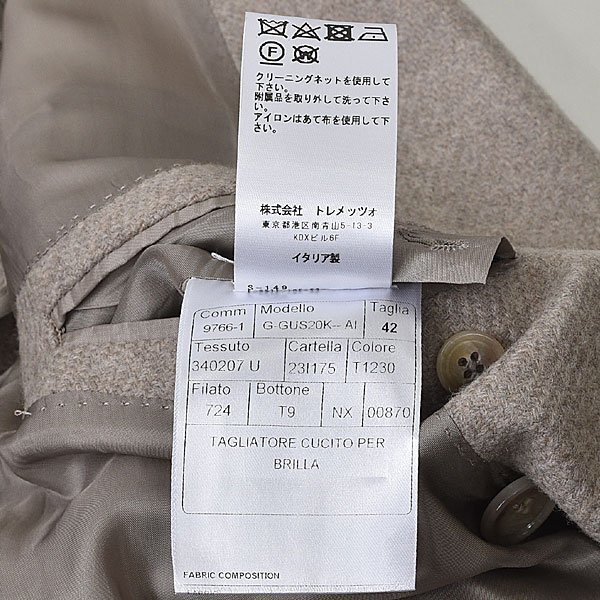 F W
クリーニングネットを使用して
下さい。
附属品を取り外して洗って下さ
い。
アイロンはあて布を使用して下
さい。
株式会社 トレメッツォ
東京都港区南青山5-13-3
KDXビル6F
イタリア製
S-149
Comm Modello Taglia
9766-1 G-GUS20K-- AI 42
Tessuto Cartella Colore
340207 U 23I175 T1230
Filato Bottone
724 T9 NX 00870
TAGLIATORE CUCITO PER
BRILLA
FABRIC COMPOSITION